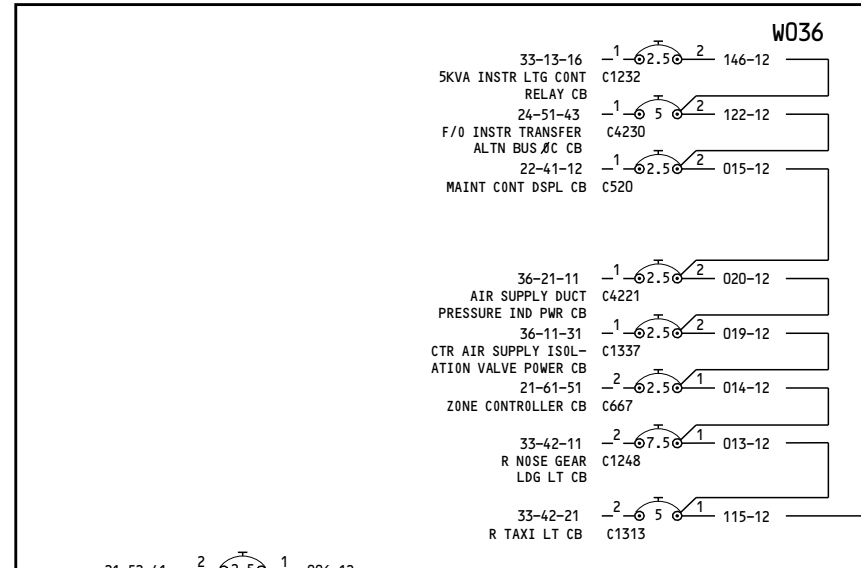 W036
33-13-16 1 2.5 2 146-12
5KVA INSTR LTG CONT C1232
RELAY CB
24-51-43 1 5 2 122-12
F/O INSTR TRANSFER C4230
ALTN BUS ØC CB
22-41-12 1 2.5 2 015-12
MAINT CONT DSPL CB C520
36-21-11 1 2.5 2 020-12
AIR SUPPLY DUCT C4221
PRESSURE IND PWR CB
36-11-31 1 2.5 2 019-12
CTR AIR SUPPLY ISOL- C1337
ATION VALVE POWER CB
21-61-51 2 2.5 1 014-12
ZONE CONTROLLER CB C667
33-42-11 2 7.5 1 013-12
R NOSE GEAR C1248
LDG LT CB
33-42-21 2 5 1 115-12
R TAXI LT CB C1313
2 1